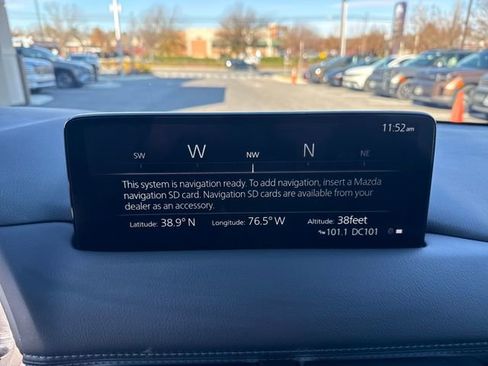 11:52am
SW W NW N NE
This system is navigation ready. To add navigation, insert a Mazda
navigation SD card. Navigation SD cards are available from your
dealer as an accessory.
Latitude: 38.9° N Longitude: 76.5° W Altitude: 38feet
101.1 DC101